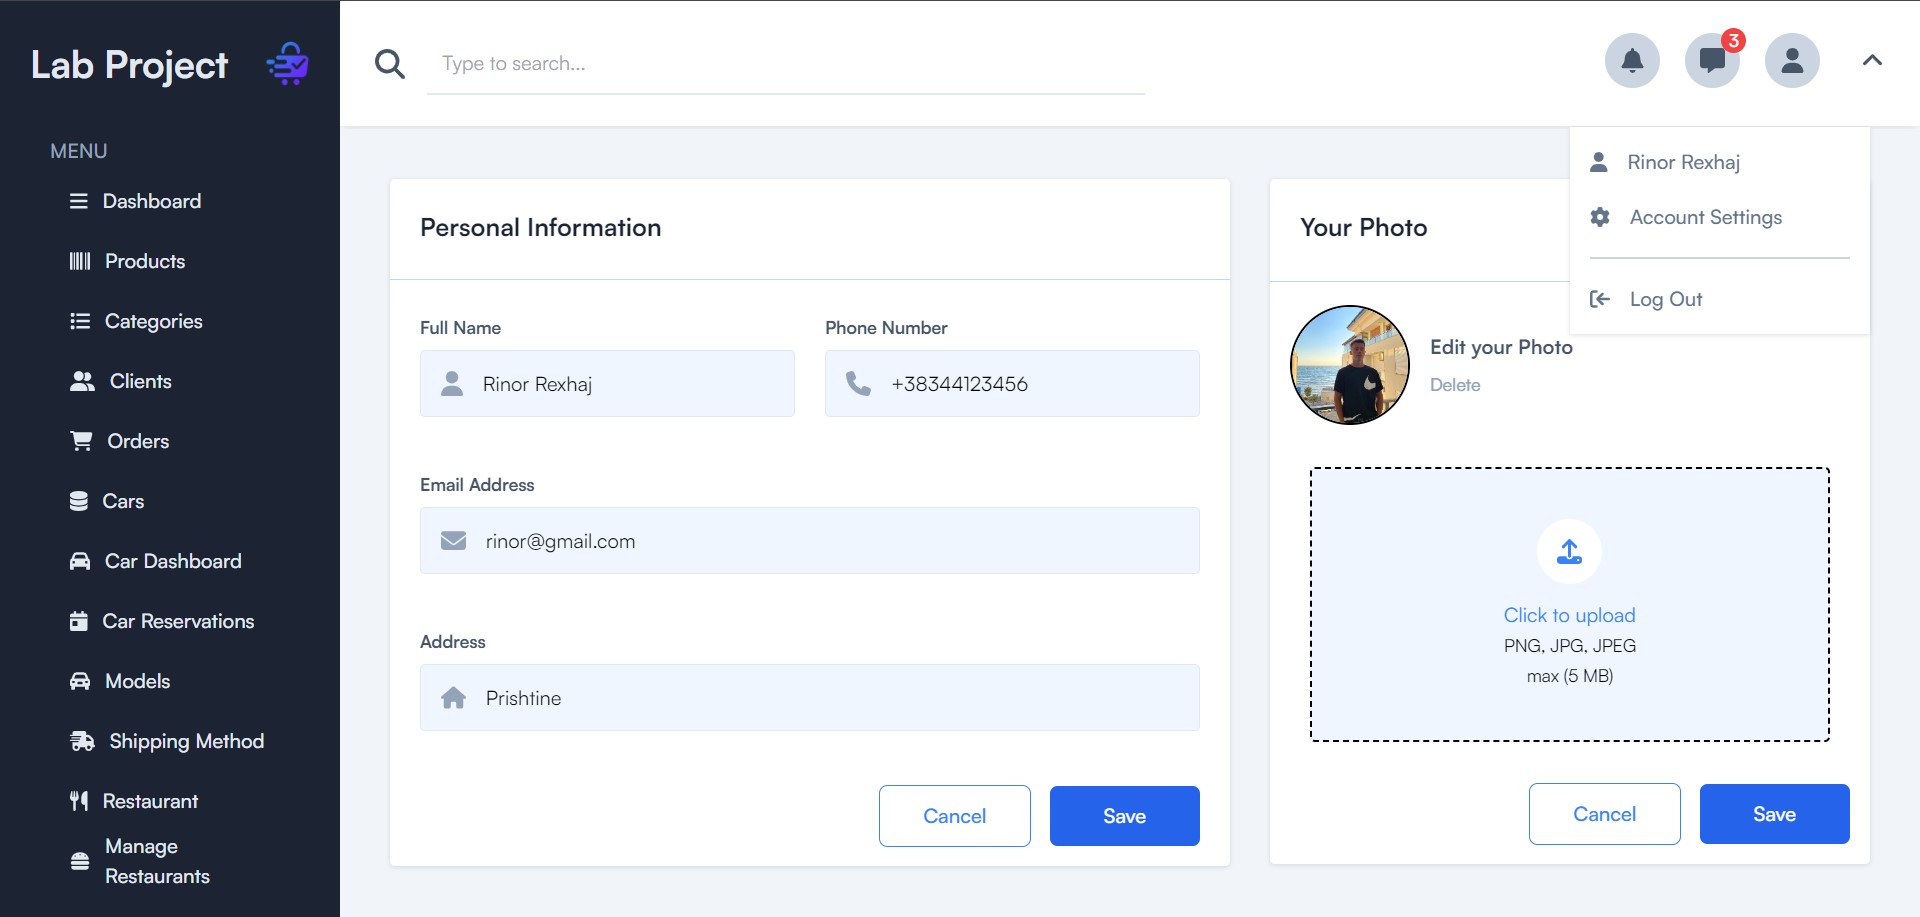 Lab Project
MENU
Dashboard
Products
Categories
Clients
Orders
Cars
Car Dashboard
Car Reservations
Models
Shipping Method
Restaurant
Manage
Restaurants
Type to search...
3
Rinor Rexhaj
Account Settings
Log Out
Personal Information
Full Name
Rinor Rexhaj
Phone Number
+38344123456
Email Address
rinor@gmail.com
Address
Prishtine
Cancel
Save
Your Photo
Edit your Photo
Delete
Click to upload
PNG, JPG, JPEG
max (5 MB)
Cancel
Save